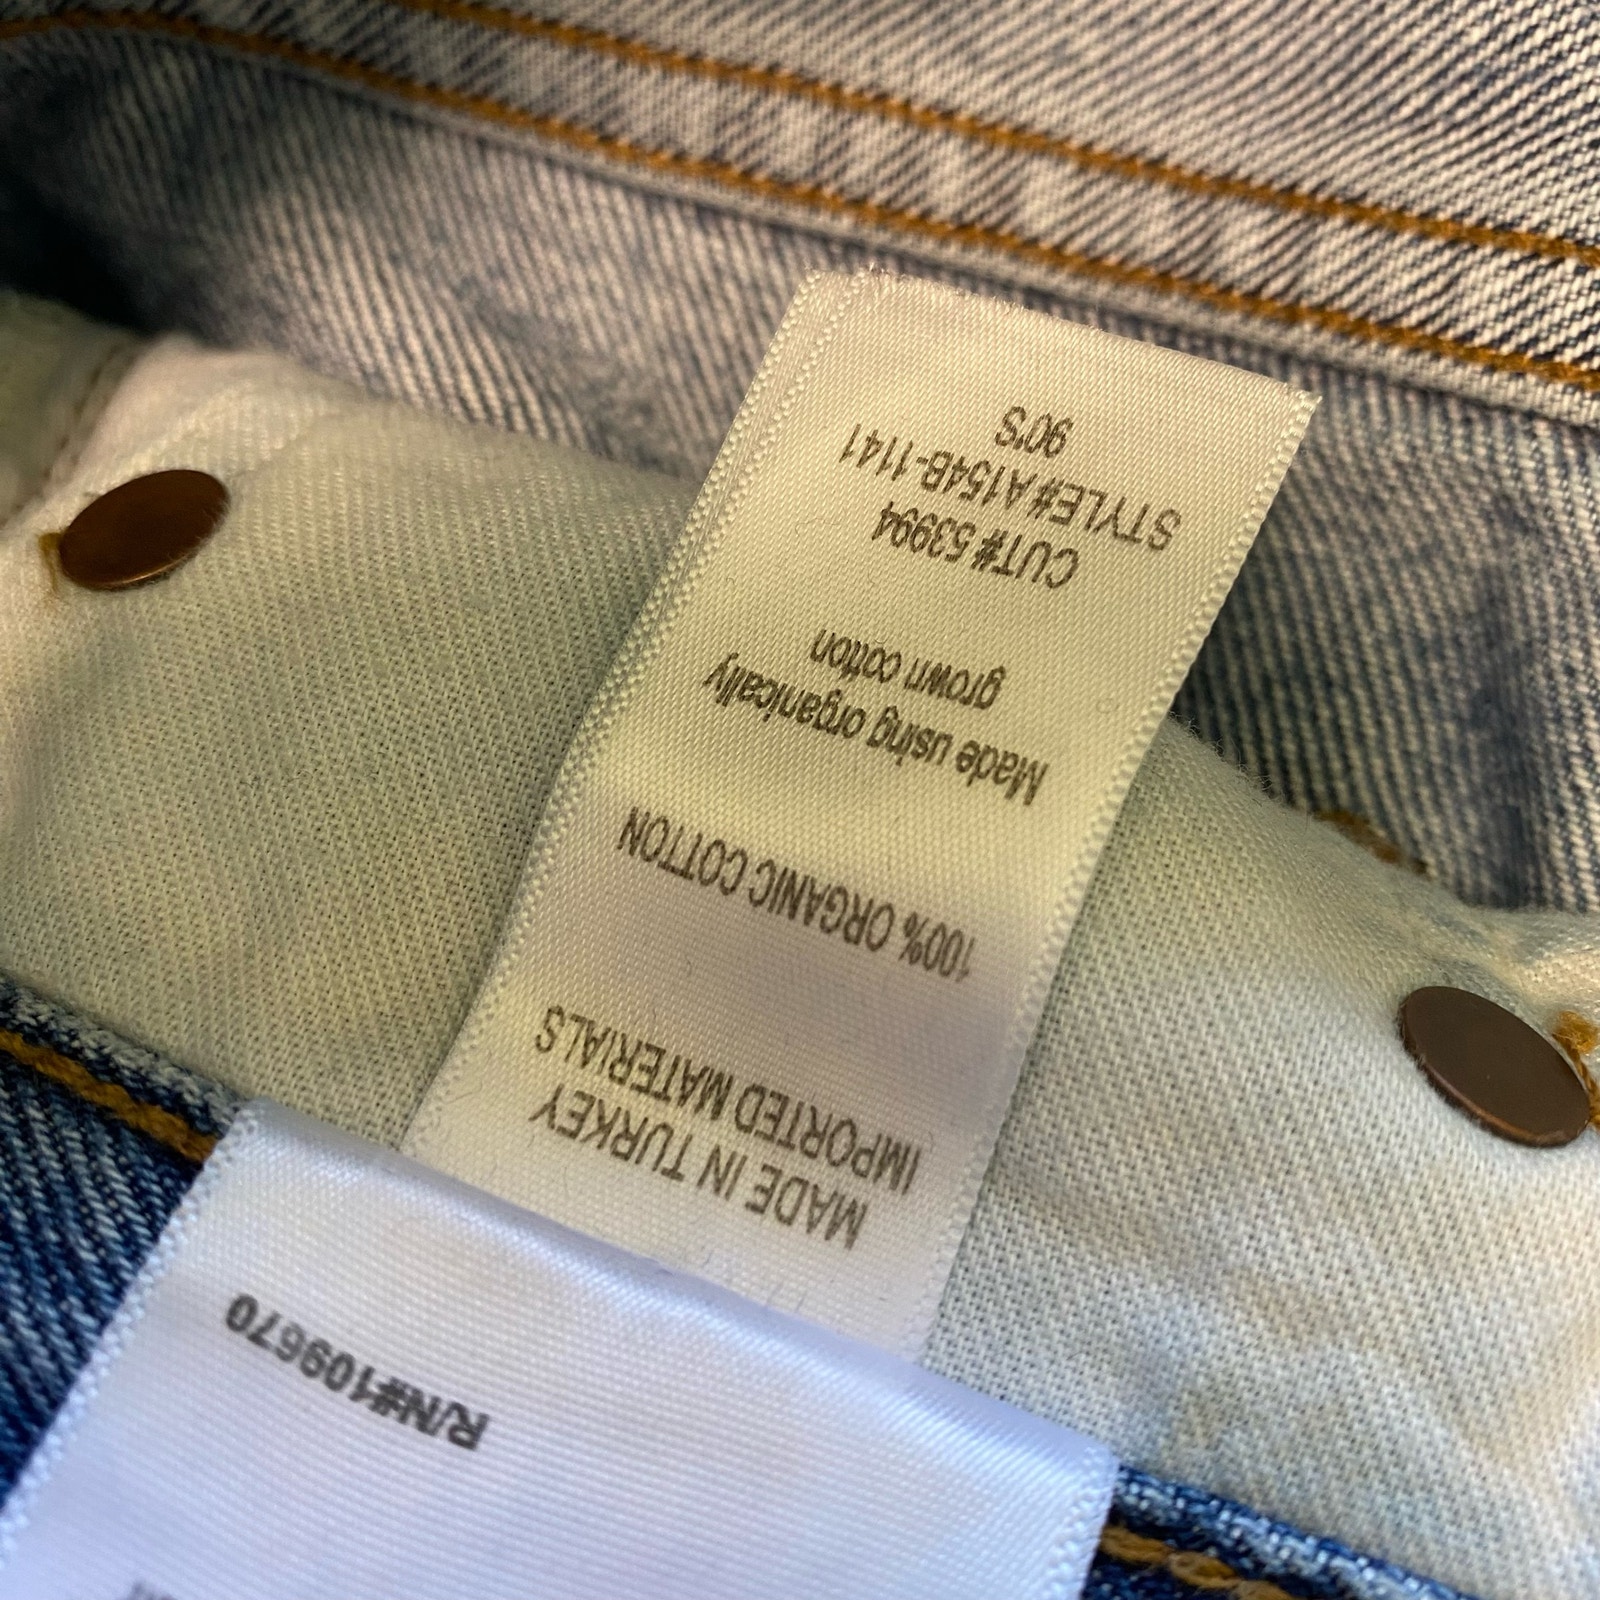 R/N#109670
MADE IN TURKEY
IMPORTED MATERIALS
100% ORGANIC COTTON
Made using organically
grown cotton
CUT# 53994
STYLE# A154B-1141
90'S